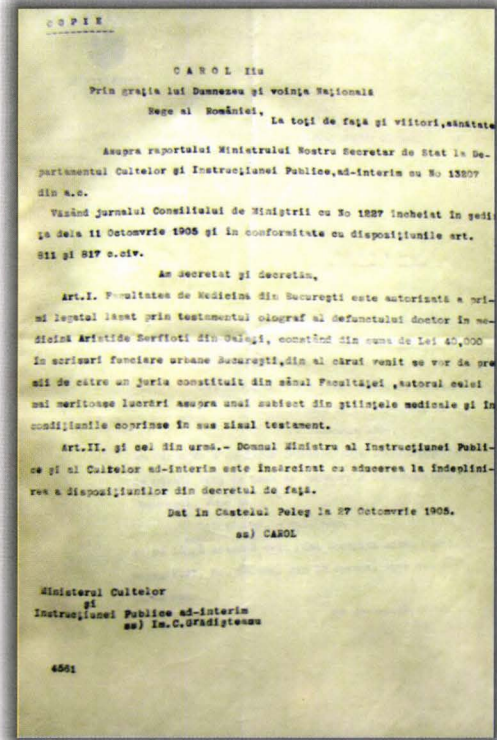 COPIE
CAROL IIu
Prin graţia lui Dumnezeu şi voinţa Naţională
Rege al României,
La toţi de faţă şi viitori,sănătate
Asupra raportului Ministrului Nostru Secretar de Stat la De-
partamentul Cultelor şi Instrucţiunei Publice,ad-interim cu No 13207
din a.c.
Văzând jurnalul Consiliului de Miniştrii cu No 1227 încheiat în şedin
ţa dela 11 Octomvrie 1905 şi în conformitate cu dispoziţiunile art.
811 şi 817 c.civ.
Am decretat şi decretăm,
Art.I. Facultatea de Medicină din Bucureşti este autorizată a pri-
mi legatul lăsat prin testamentul olograf al defunctului doctor în me-
dicină Aristide Serfioti din Galaţi, constând din suma de Lei 40,000
în scrisuri funciare urbane Bucureşti,din al cărui venit se vor da pre
mii de către un juriu constituit din sânul Facultăţei ,autorul celei
mai meritoase lucrări asupra unui subiect din ştiinţele medicale şi în
condiţiunile coprinse în sus zisul testament.
Art.II. şi cel din urmă.- Domnul Ministru al Instrucţiunei Publi-
ce şi al Cultelor ad-interim este însărcinat cu aducerea la îndeplini-
rea a dispoziţiunilor din decretul de faţă.
Dat în Castelul Peleş la 27 Octomvrie 1905.
ss) CAROL
Ministerul Cultelor
şi
Instrucţiunei Publice ad-interim
ss) Im.C.Grădişteanu
4561